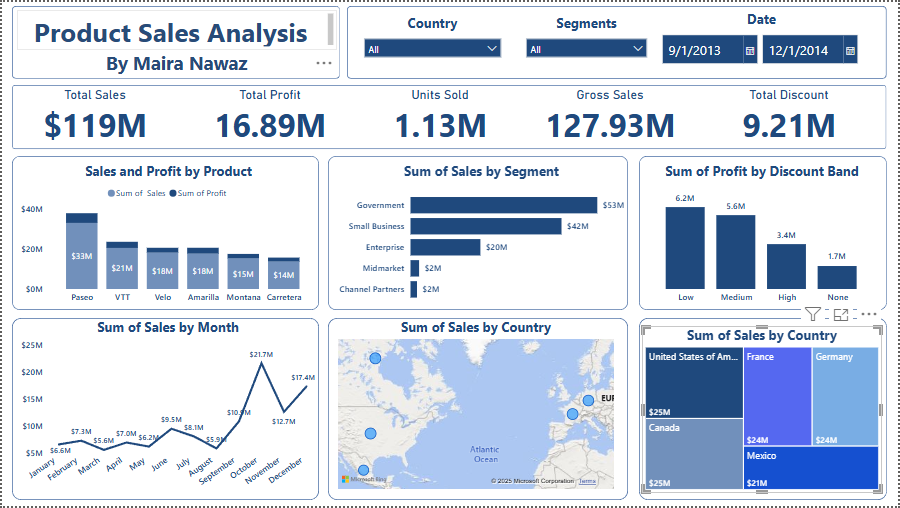 Product Sales Analysis
By Maira Nawaz
Country
All
Segments
All
Date
9/1/2013
12/1/2014
Total Sales
$119M
Total Profit
16.89M
Units Sold
1.13M
Gross Sales
127.93M
Total Discount
9.21M
Sales and Profit by Product
Sum of Sales
Sum of Profit
$40M
$20M
$0M
$33M
$21M
$18M
$18M
$15M
$14M
Paseo
VTT
Velo
Amarilla
Montana
Carretera
Sum of Sales by Segment
Government
$53M
Small Business
$42M
Enterprise
$20M
Midmarket
$2M
Channel Partners
$2M
Sum of Profit by Discount Band
6.2M
5.6M
3.4M
1.7M
Low
Medium
High
None
Sum of Sales by Month
$25M
$20M
$15M
$10M
$5M
$6.6M
$7.3M
$5.6M
$7.0M
$6.2M
$9.5M
$8.1M
$5.9M
$21.7M
$12.7M
$17.4M
January
February
March
April
May
June
July
August
September
October
November
December
Sum of Sales by Country
EUR
Atlantic
Ocean
Microsoft Bing
© 2025 Microsoft Corporation
Terms
Sum of Sales by Country
United States of Am...
$25M
Canada
$25M
France
$24M
Germany
$24M
Mexico
$21M